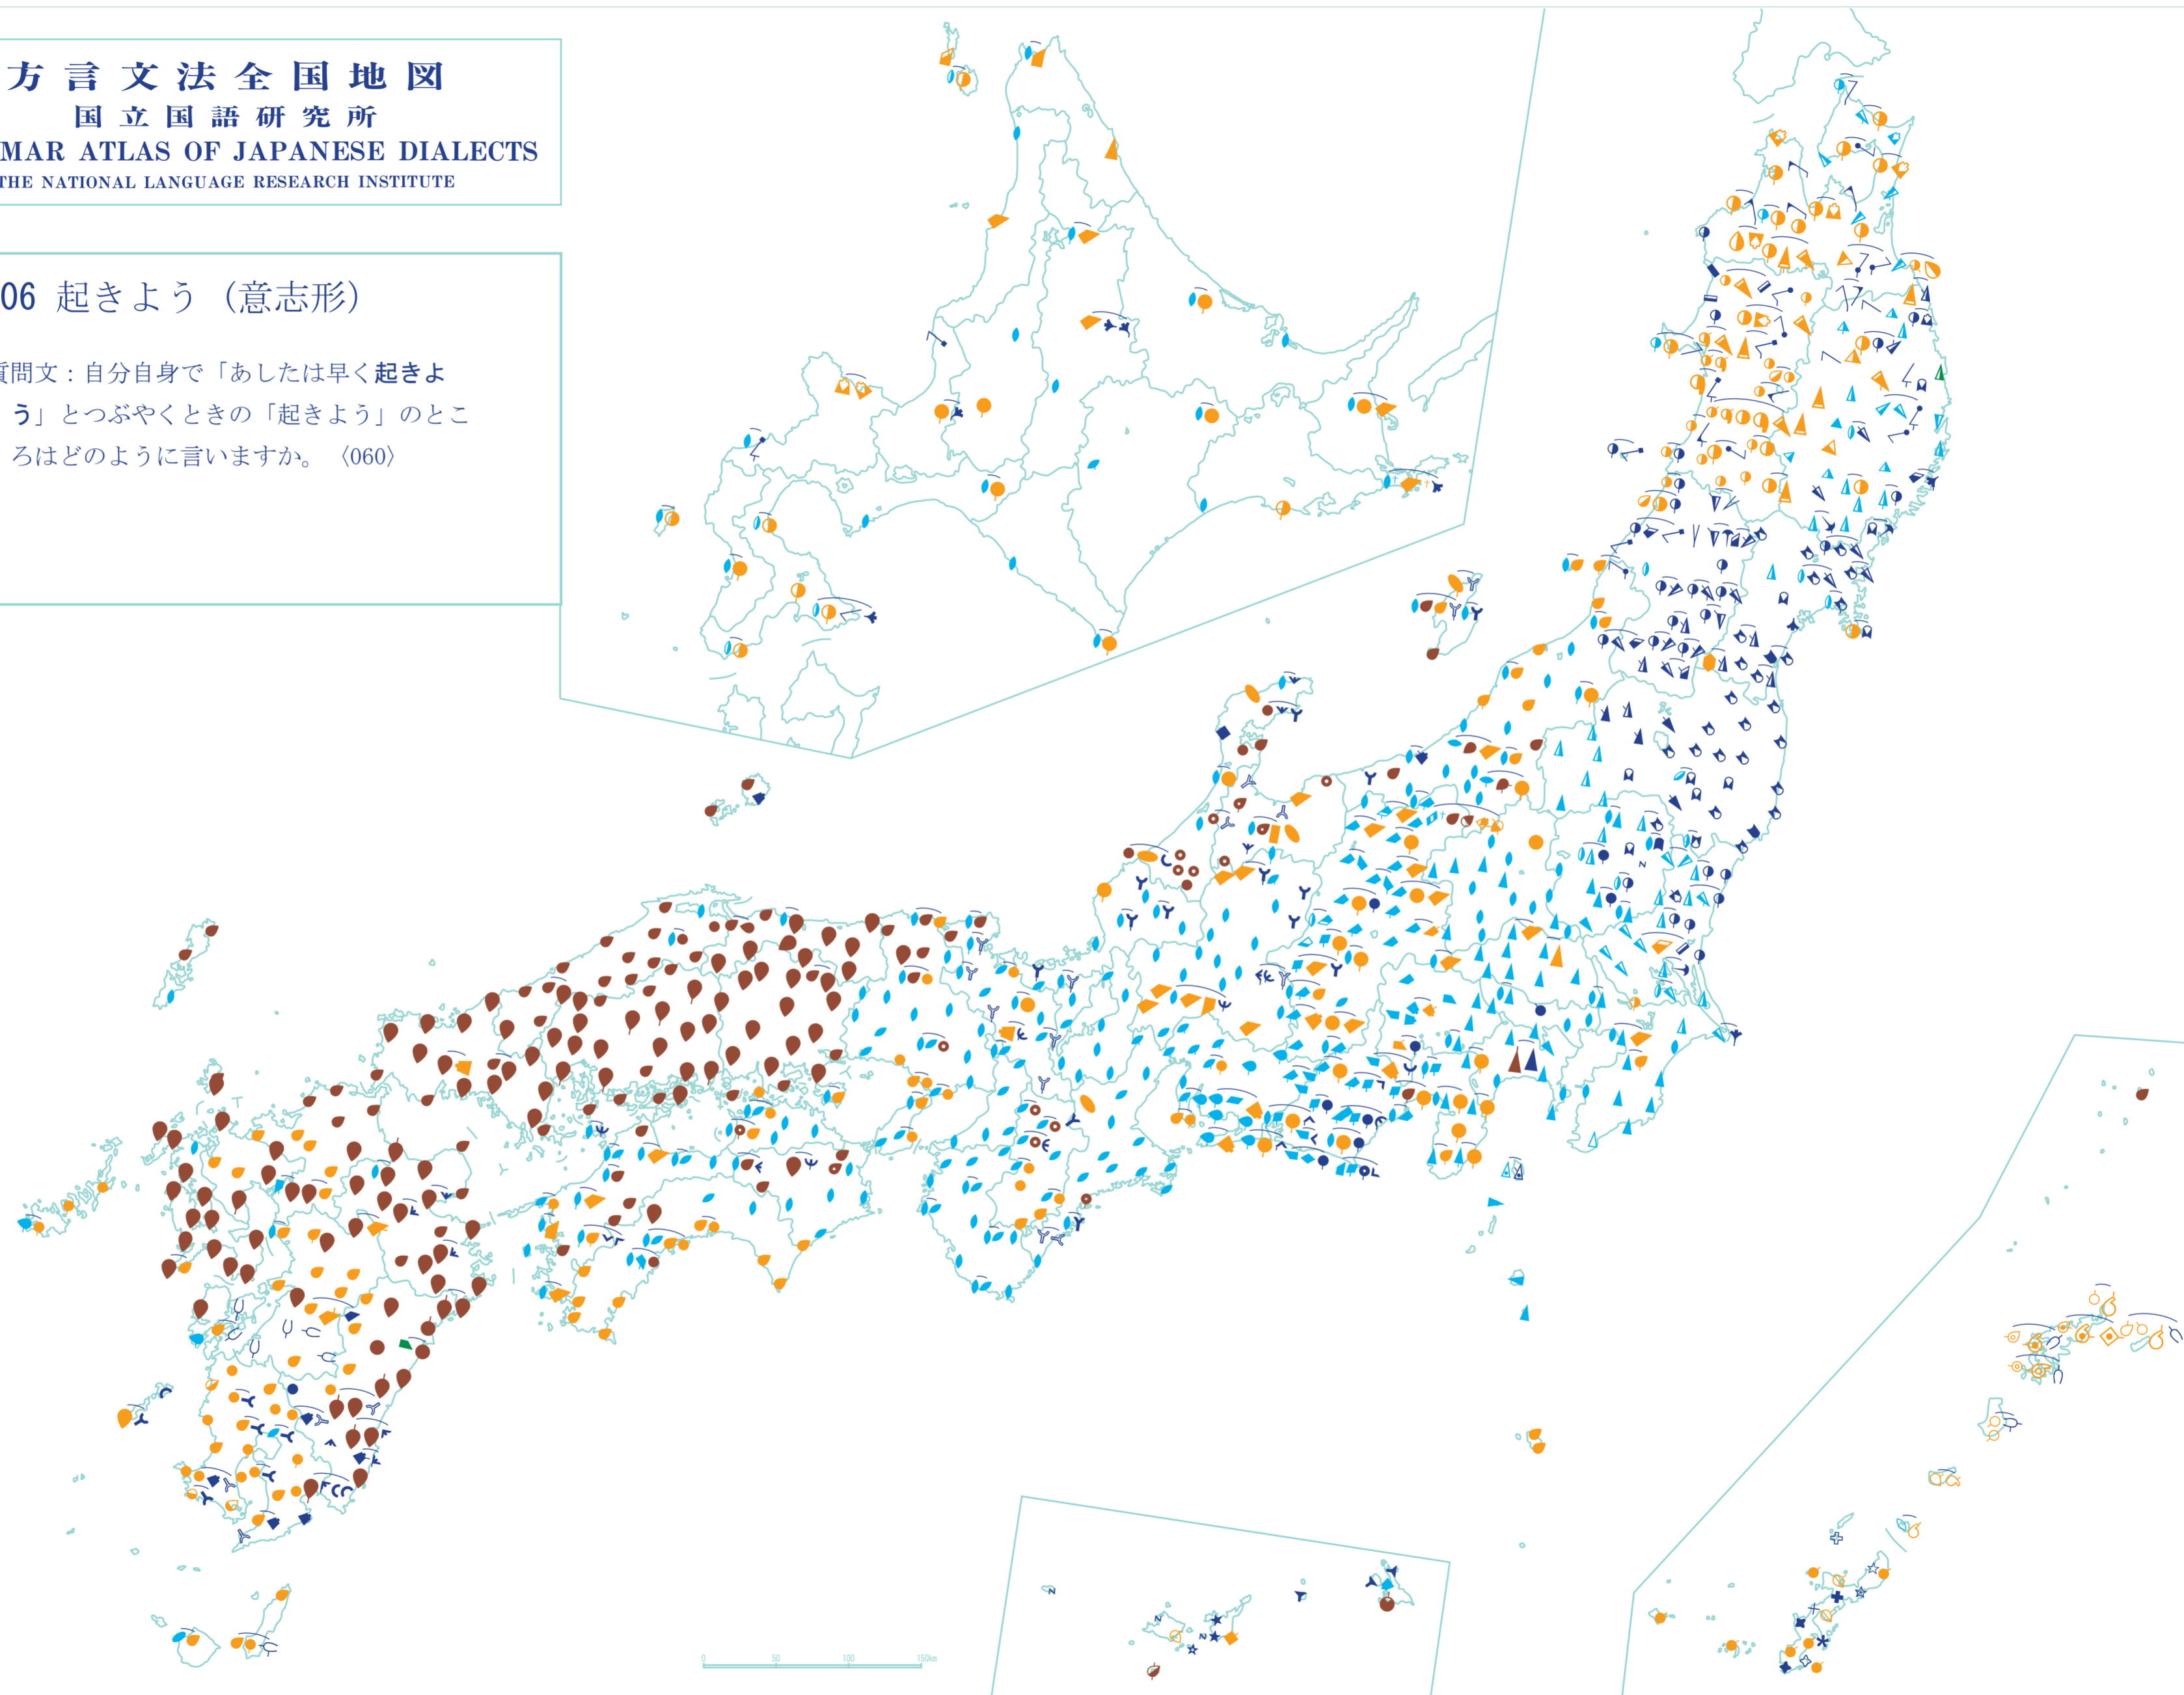 方言文法全国地図
国立国語研究所
MAR ATLAS OF JAPANESE DIALECTS
THE NATIONAL LANGUAGE RESEARCH INSTITUTE
06 起きよう（意志形）
質問文：自分自身で「あしたは早く起きよ
う」とつぶやくときの「起きよう」のとこ
ろはどのように言いますか。〈060〉
0 50 100 150km